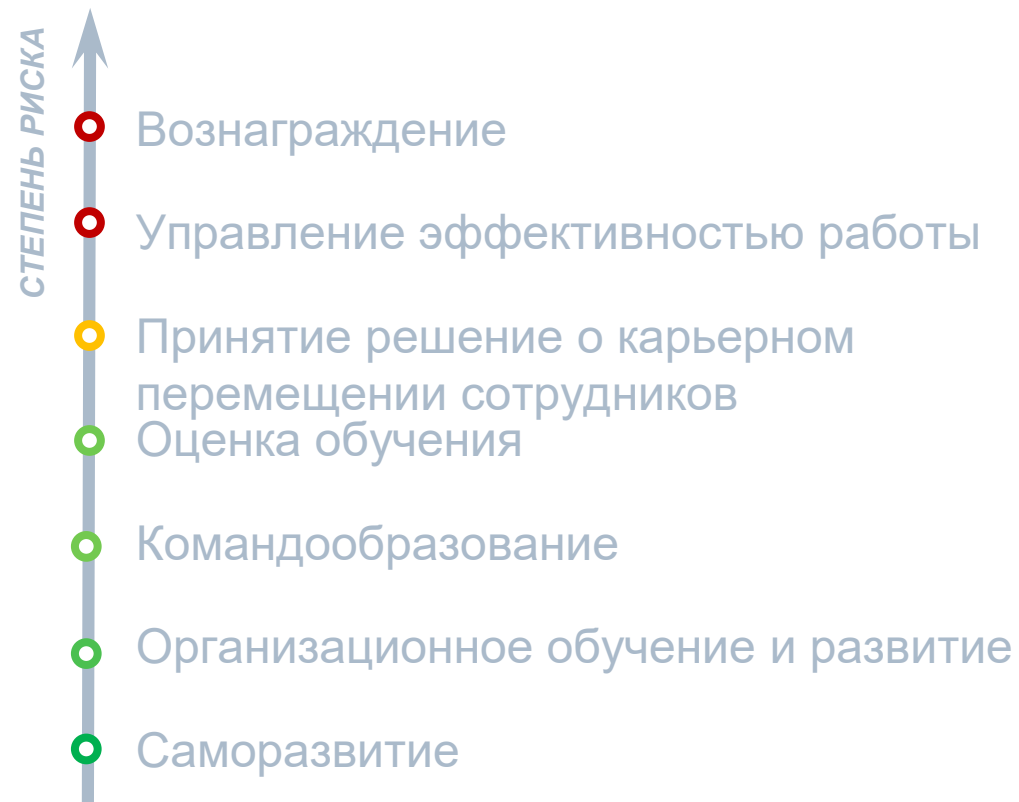 СТЕПЕНЬ РИСКА
Вознаграждение
Управление эффективностью работы
Принятие решение о карьерном
перемещении сотрудников
Оценка обучения
Командообразование
Организационное обучение и развитие
Саморазвитие